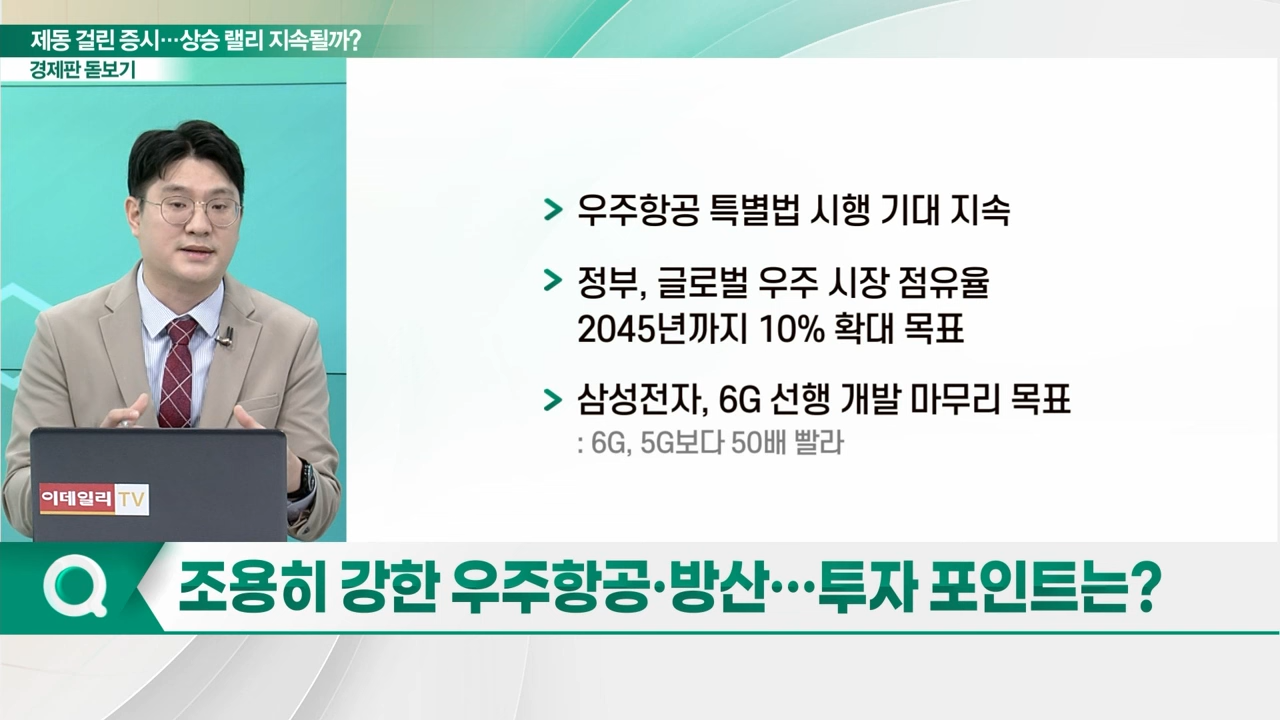 제동 걸린 증시…상승 랠리 지속될까?
경제판 돋보기
> 우주항공 특별법 시행 기대 지속
> 정부, 글로벌 우주 시장 점유율
2045년까지 10% 확대 목표
> 삼성전자, 6G 선행 개발 마무리 목표
: 6G, 5G보다 50배 빨라
이데일리 TV
Q 조용히 강한 우주항공·방산…투자 포인트는?